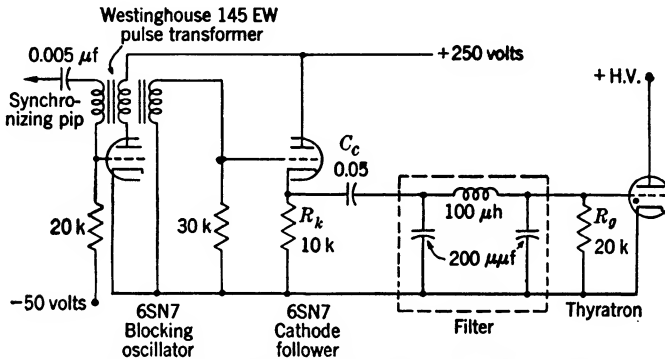 Westinghouse 145 EW
pulse transformer
0.005 μf
+250 volts
Synchro-
nizing pip
+ H.V.
C_c
0.05
100 μh
20 k
30 k
R_k
10 k
200 μμf
R_g
20 k
−50 volts
6SN7
Blocking
oscillator
6SN7
Cathode
follower
Filter
Thyratron